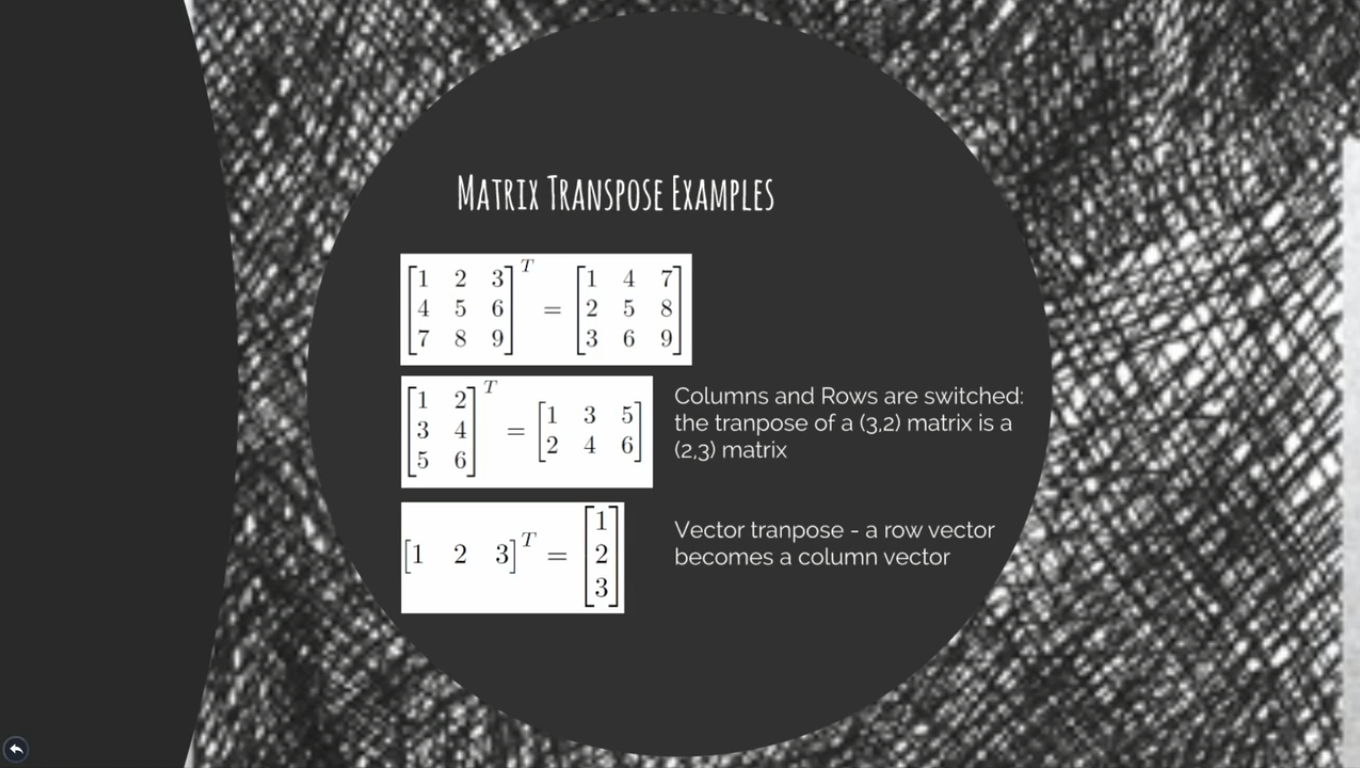 MATRIX TRANSPOSE EXAMPLES
[1 2 3]T [1 4 7]
[4 5 6] = [2 5 8]
[7 8 9] [3 6 9]
[1 2]T
[3 4] = [1 3 5]
[5 6] [2 4 6]
Columns and Rows are switched:
the tranpose of a (3,2) matrix is a
(2,3) matrix
[1 2 3]T = [1]
[2]
[3]
Vector tranpose - a row vector
becomes a column vector